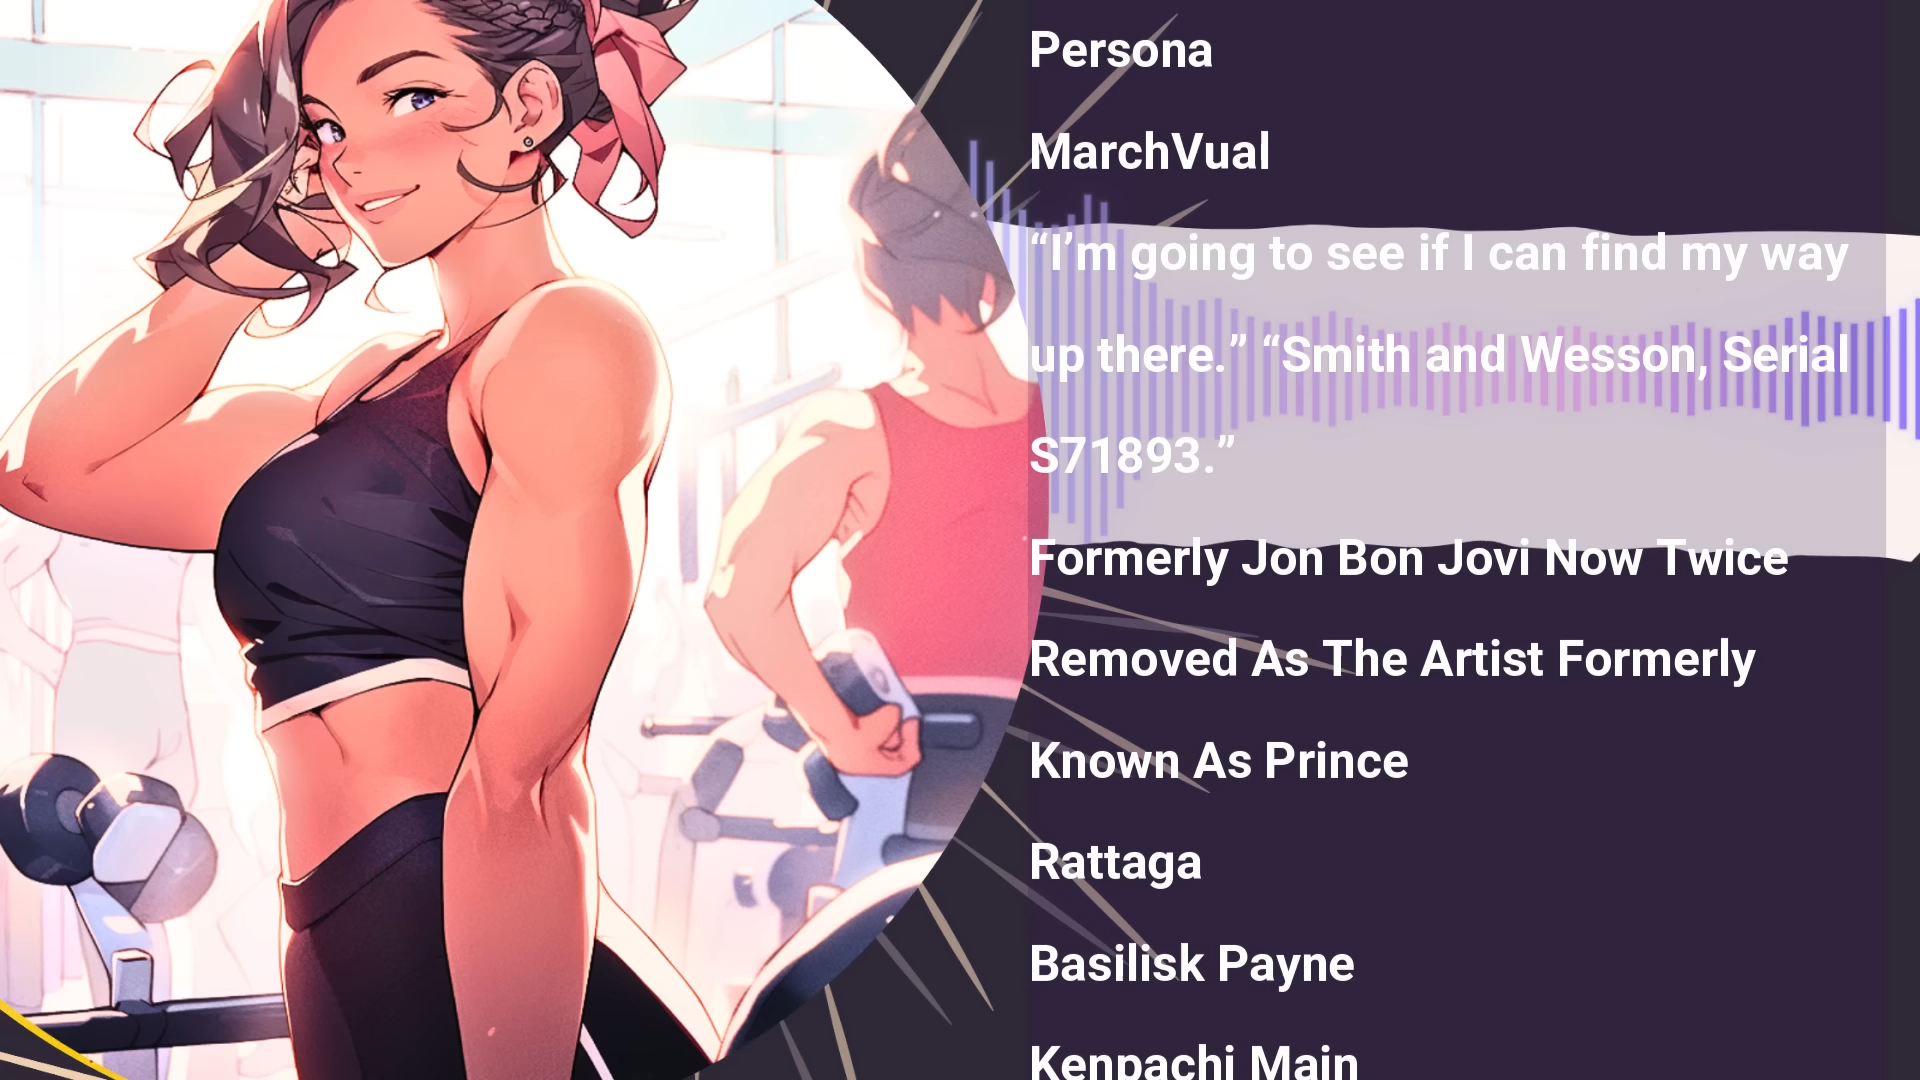 Persona
MarchVual
“I’m going to see if I can find my way
up there.” “Smith and Wesson, Serial
S71893.”
Formerly Jon Bon Jovi Now Twice
Removed As The Artist Formerly
Known As Prince
Rattaga
Basilisk Payne
Kenpachi Main